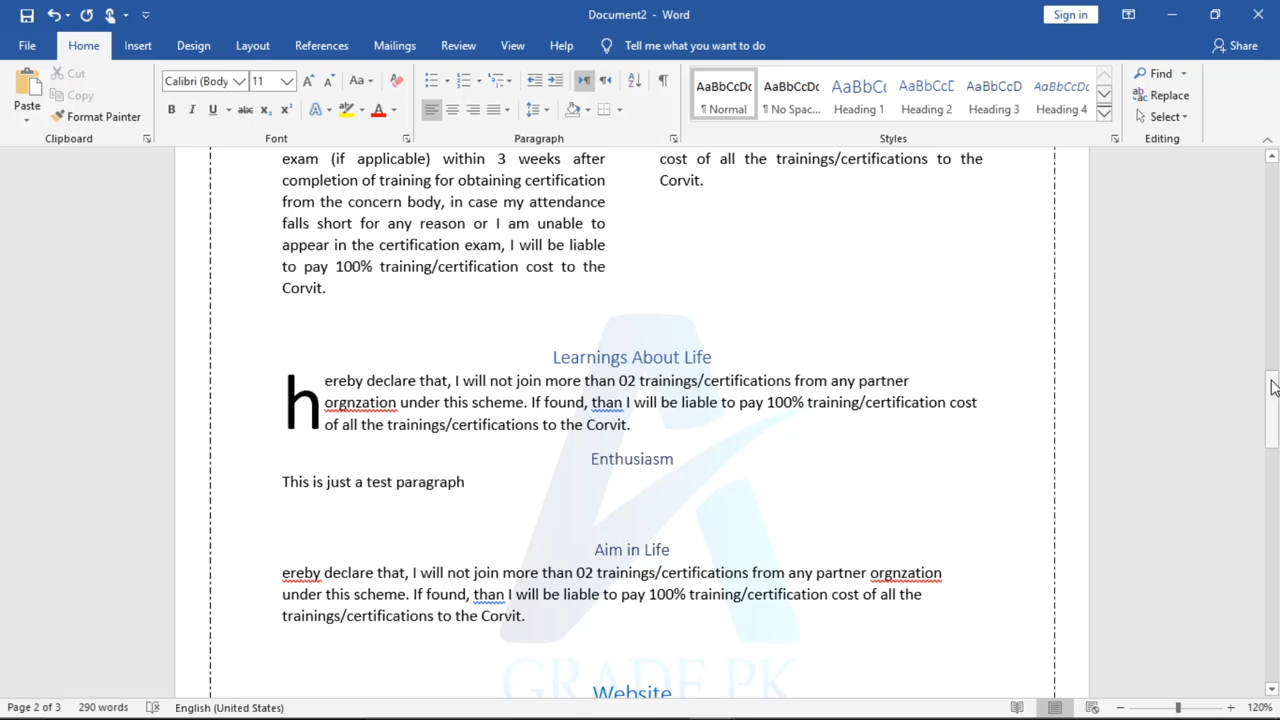 Document2 - Word
Sign in
File Home Insert Design Layout References Mailings Review View Help Tell me what you want to do Share
Paste
Cut
Copy
Format Painter
Clipboard
Calibri (Body 11
Aa
B I U abc x₂ x² A A
Font
Paragraph
AaBbCcDc AaBbCcDc AaBbCc AaBbCcD AaBbCcD AaBbCcDc
¶ Normal ¶ No Spac... Heading 1 Heading 2 Heading 3 Heading 4
Styles
Find
Replace
Select
Editing
exam (if applicable) within 3 weeks after
completion of training for obtaining certification
from the concern body, in case my attendance
falls short for any reason or I am unable to
appear in the certification exam, I will be liable
to pay 100% training/certification cost to the
Corvit.
cost of all the trainings/certifications to the
Corvit.
Learnings About Life
hereby declare that, I will not join more than 02 trainings/certifications from any partner
orgnzation under this scheme. If found, than I will be liable to pay 100% training/certification cost
of all the trainings/certifications to the Corvit.
Enthusiasm
This is just a test paragraph
Aim in Life
ereby declare that, I will not join more than 02 trainings/certifications from any partner orgnzation
under this scheme. If found, than I will be liable to pay 100% training/certification cost of all the
trainings/certifications to the Corvit.
GRADE PK
Website
Page 2 of 3 290 words English (United States) 120%